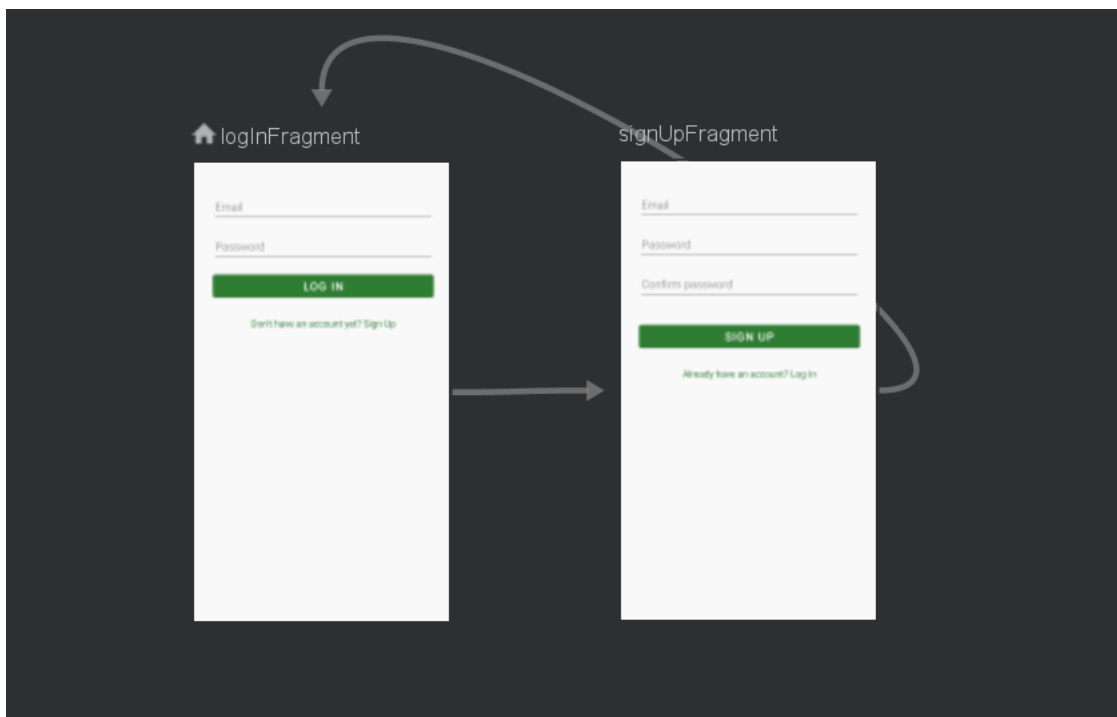 logInFragment
Email
Password
LOG IN
Don't have an account yet? Sign Up
signUpFragment
Email
Password
Confirm password
SIGN UP
Already have an account? Log In